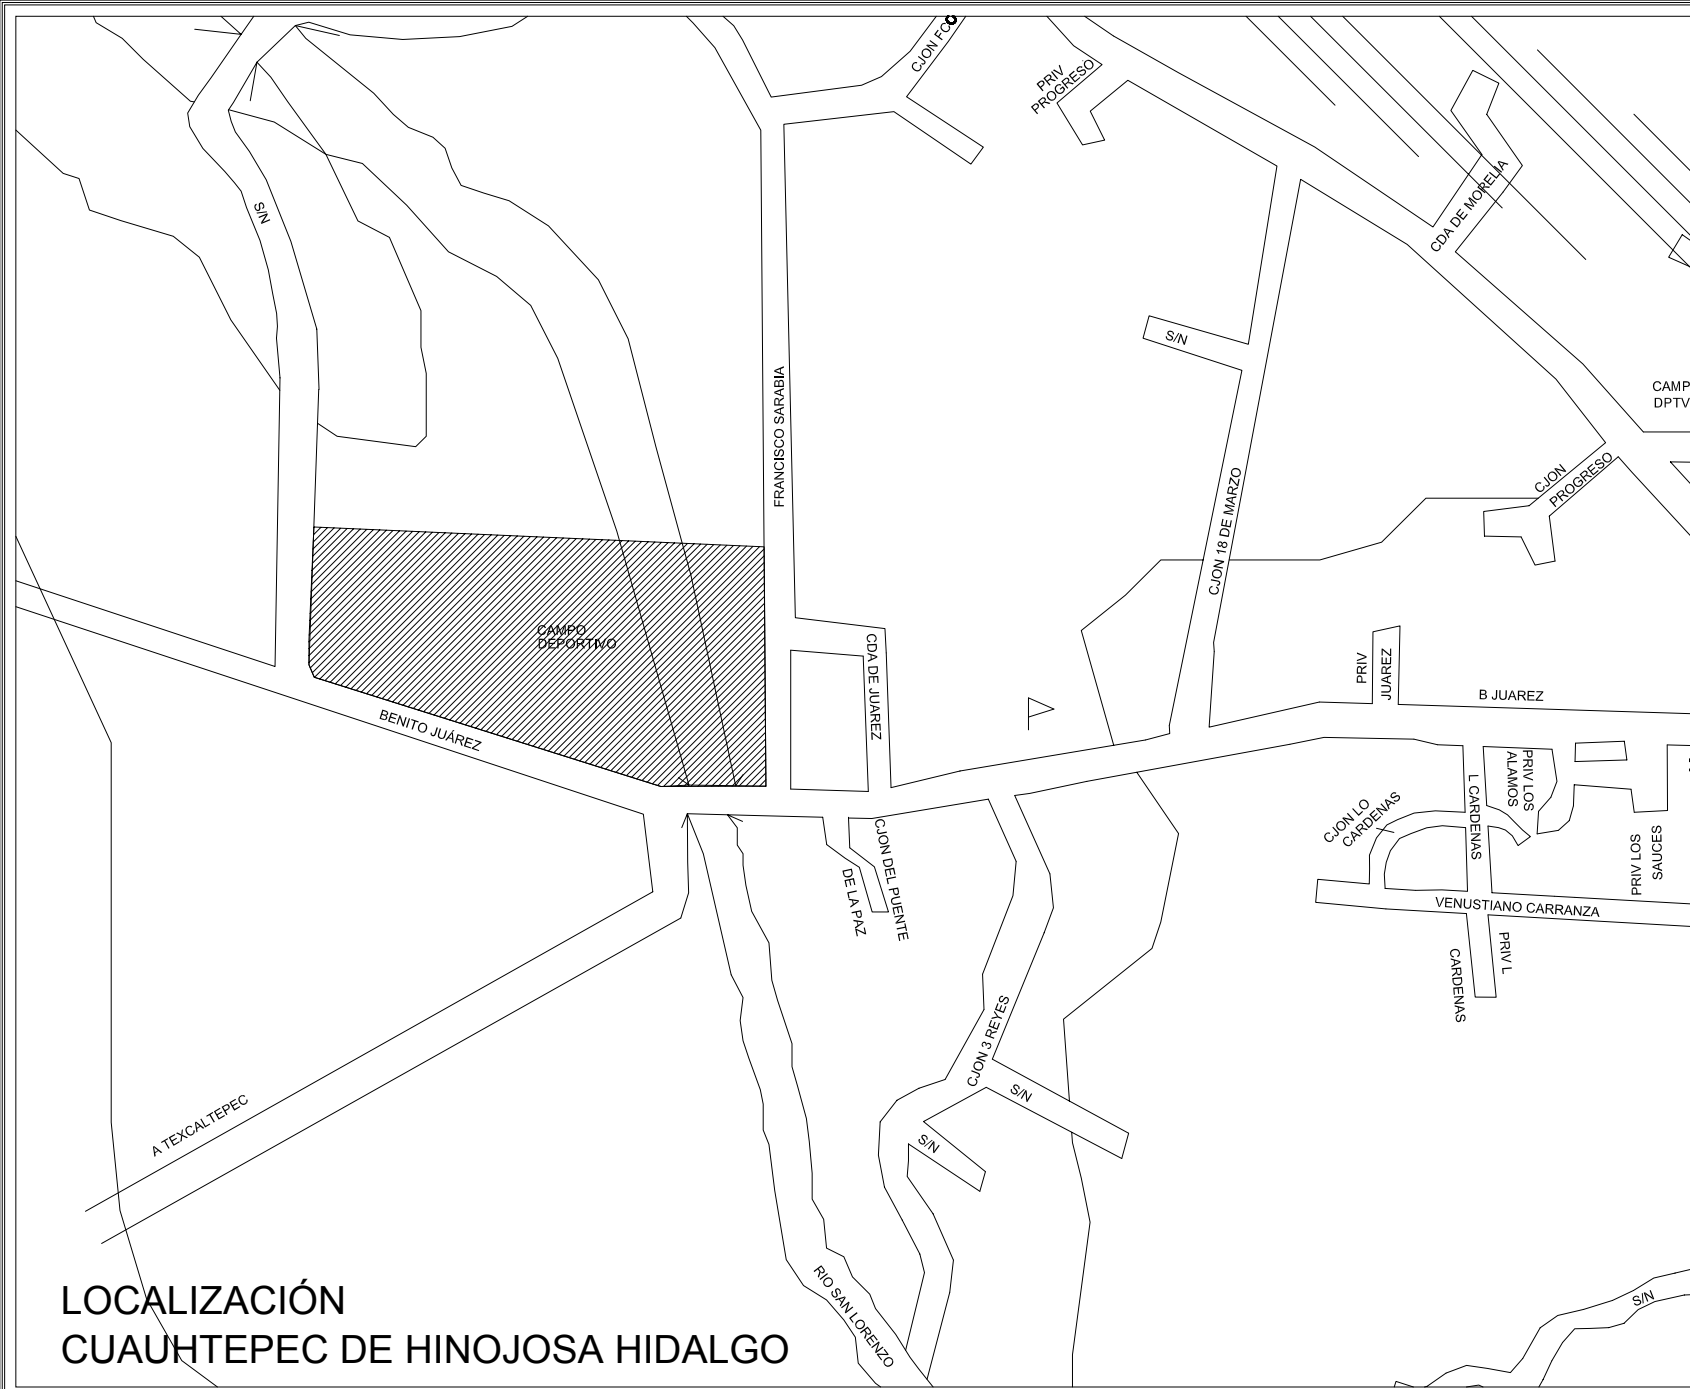 CJON FCO
PRIV
PROGRESO
S/N
CDA DE MORELIA
S/N
FRANCISCO SARABIA
CAMP
DPTV
CJON
PROGRESO
CJON 18 DE MARZO
CAMPO
DEPORTIVO
CDA DE JUAREZ
PRIV
JUAREZ
B JUAREZ
BENITO JUÁREZ
L CARDENAS
PRIV LOS
ALAMOS
CJON LO
CARDENAS
PRIV LOS
SAUCES
CJON DEL PUENTE
DE LA PAZ
VENUSTIANO CARRANZA
PRIV L
CARDENAS
CJON 3 REYES
S/N
S/N
A TEXCALTEPEC
RIO SAN LORENZO
S/N
LOCALIZACIÓN
CUAUHTEPEC DE HINOJOSA HIDALGO